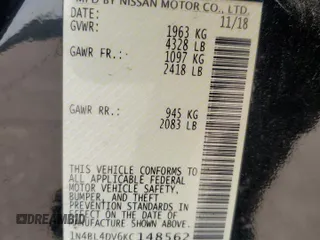 MFD BY NISSAN MOTOR CO., LTD.
DATE: 11/18
GVWR: 1963 KG
4328 LB
GAWR FR: 1097 KG
2418 LB
GAWR RR: 945 KG
2083 LB
THIS VEHICLE CONFORMS TO ALL
APPLICABLE FEDERAL MOTOR
VEHICLE SAFETY,
BUMPER, AND THEFT
PREVENTION STANDARDS
IN EFFECT ON THE DATE OF
MANUFACTURE SHOWN
ABOVE.
1N4BL4DV6KC148562
DREAMBID